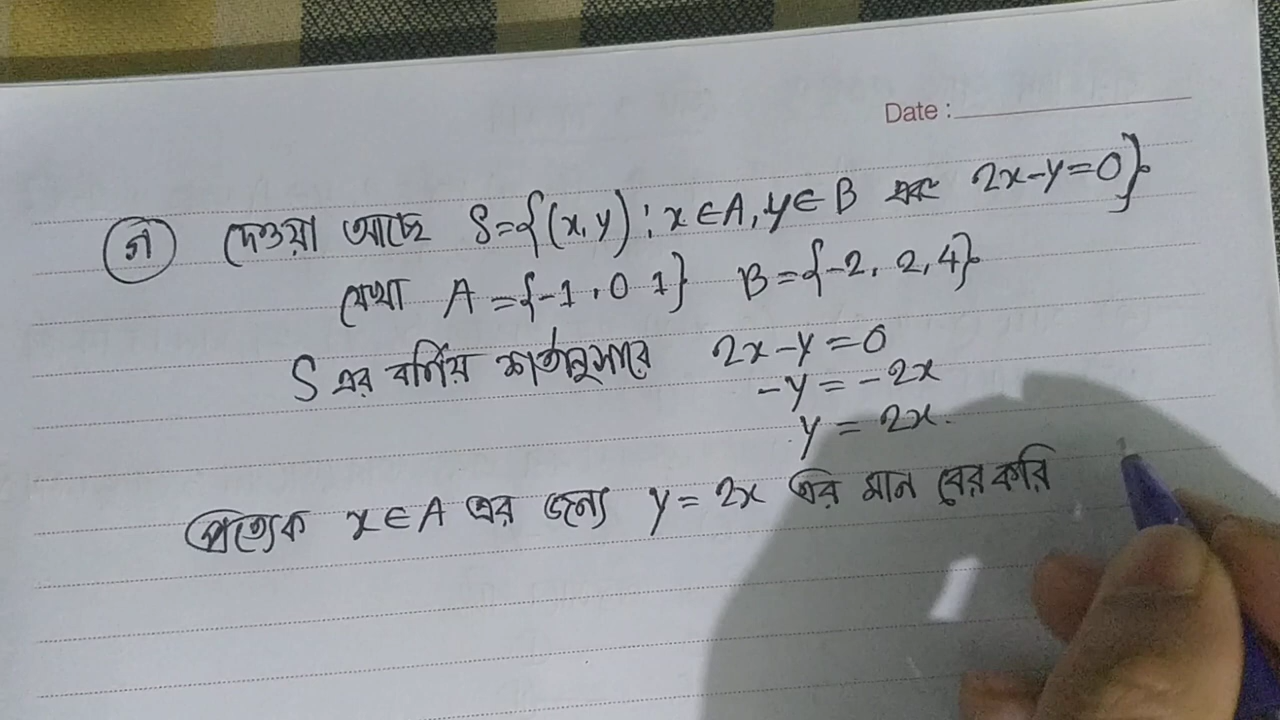 Date :
গ দেওয়া আছে S={(x, y) : x ∈ A, y ∈ B এবং 2x-y=0}
যেখা A = {-1, 0 1} B={-2, 2, 4}
S এর বর্ণিয় শর্তানুসারে 2x-y=0
-y = -2x
y = 2x.
প্রত্যেক x ∈ A এর জন্য y = 2x এর মান বের করি